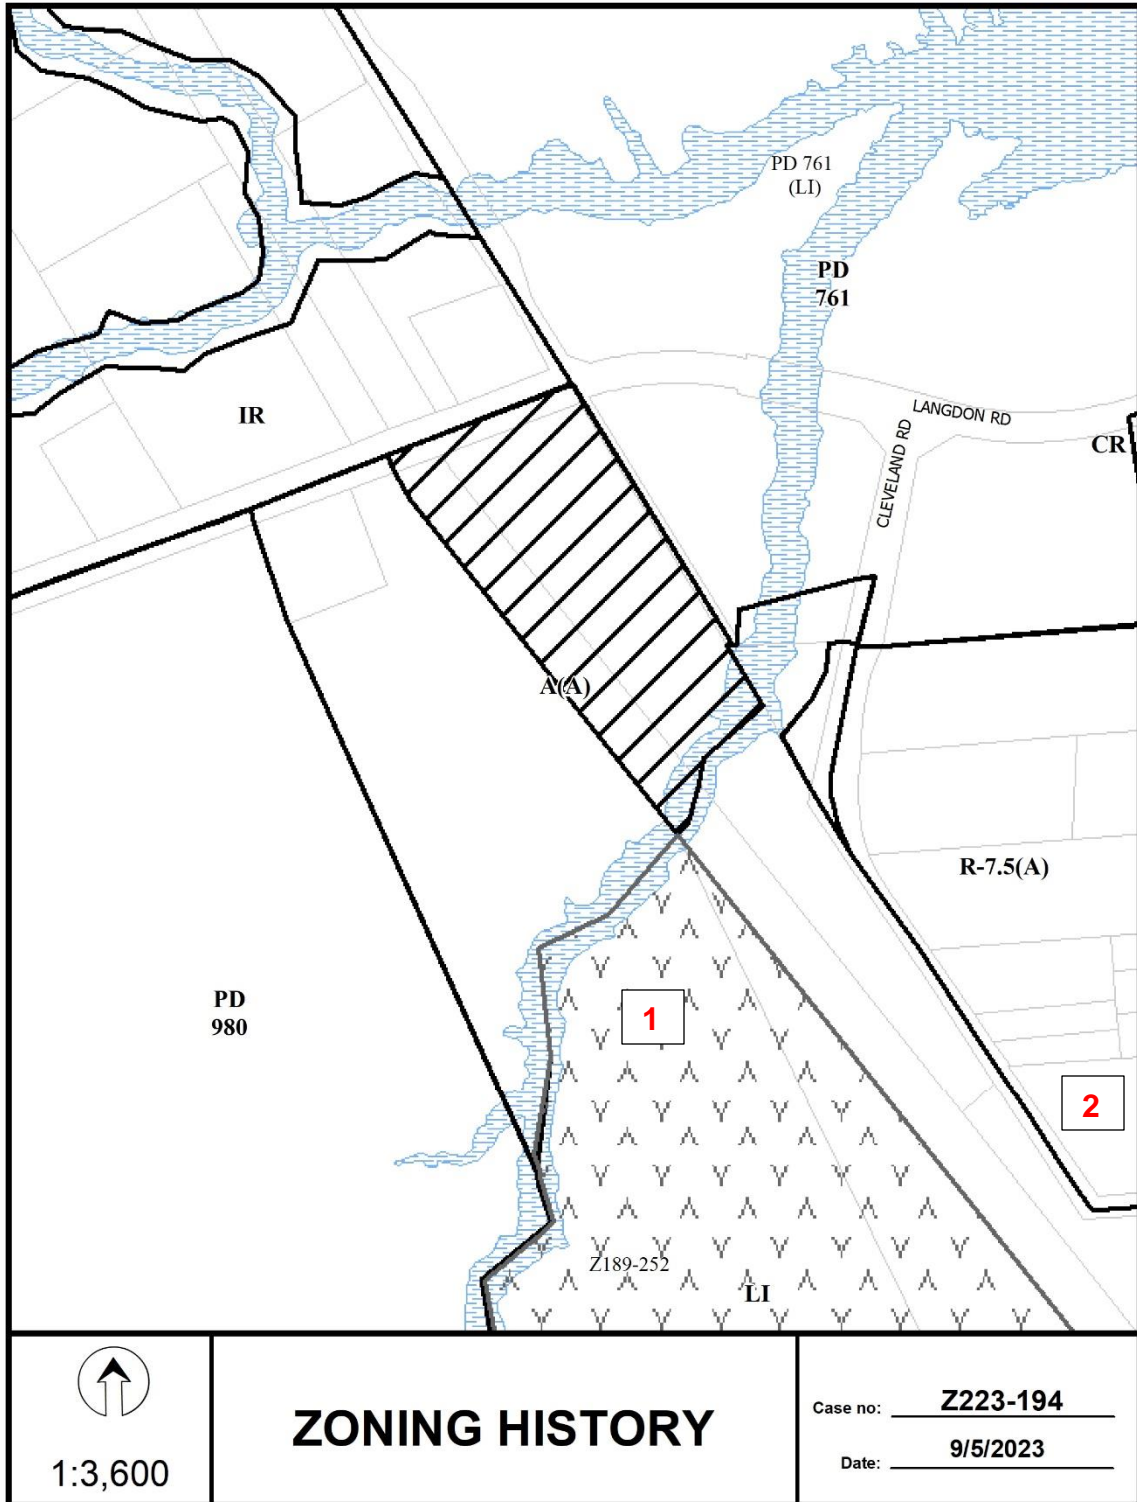 PD 761
(LI)
PD
761
LANGDON RD
CLEVELAND RD
CR
IR
A(A)
R-7.5(A)
PD
980
1
2
Z189-252
LI
1:3,600
ZONING HISTORY
Case no: Z223-194
Date: 9/5/2023